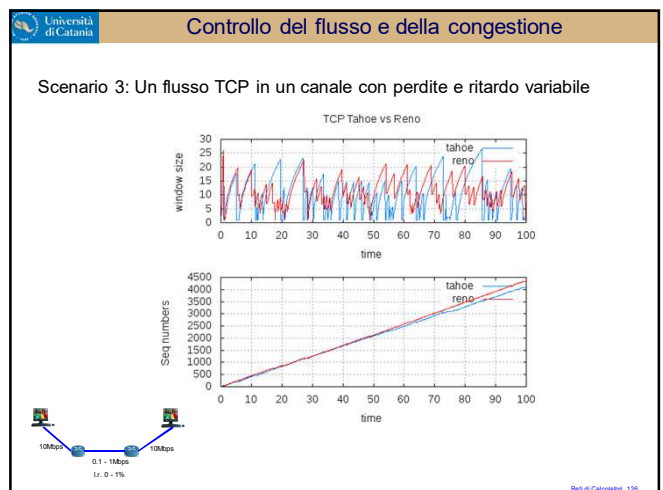 Università
di Catania
Controllo del flusso e della congestione
Scenario 3: Un flusso TCP in un canale con perdite e ritardo variabile
TCP Tahoe vs Reno
window size
30
25
20
15
10
5
0
tahoe
reno
0 10 20 30 40 50 60 70 80 90 100
time
Seq numbers
4500
4000
3500
3000
2500
2000
1500
1000
500
0
tahoe
reno
0 10 20 30 40 50 60 70 80 90 100
time
10Mbps
10Mbps
0.1 - 1Mbps
l.r. 0 - 1%
Reti di Calcolatori 126